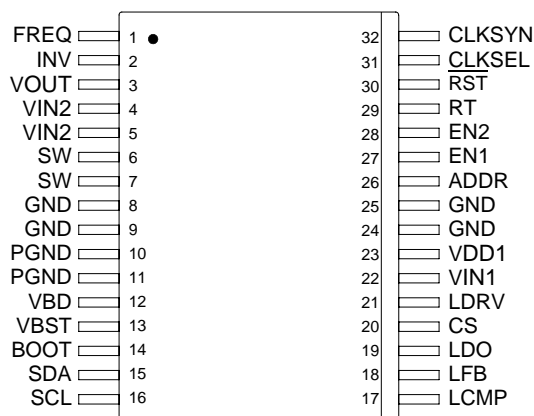 FREQ 1 32 CLKSYN
INV 2 31 CLKSEL
VOUT 3 30 RST
VIN2 4 29 RT
VIN2 5 28 EN2
SW 6 27 EN1
SW 7 26 ADDR
GND 8 25 GND
GND 9 24 GND
PGND 10 23 VDD1
PGND 11 22 VIN1
VBD 12 21 LDRV
VBST 13 20 CS
BOOT 14 19 LDO
SDA 15 18 LFB
SCL 16 17 LCMP